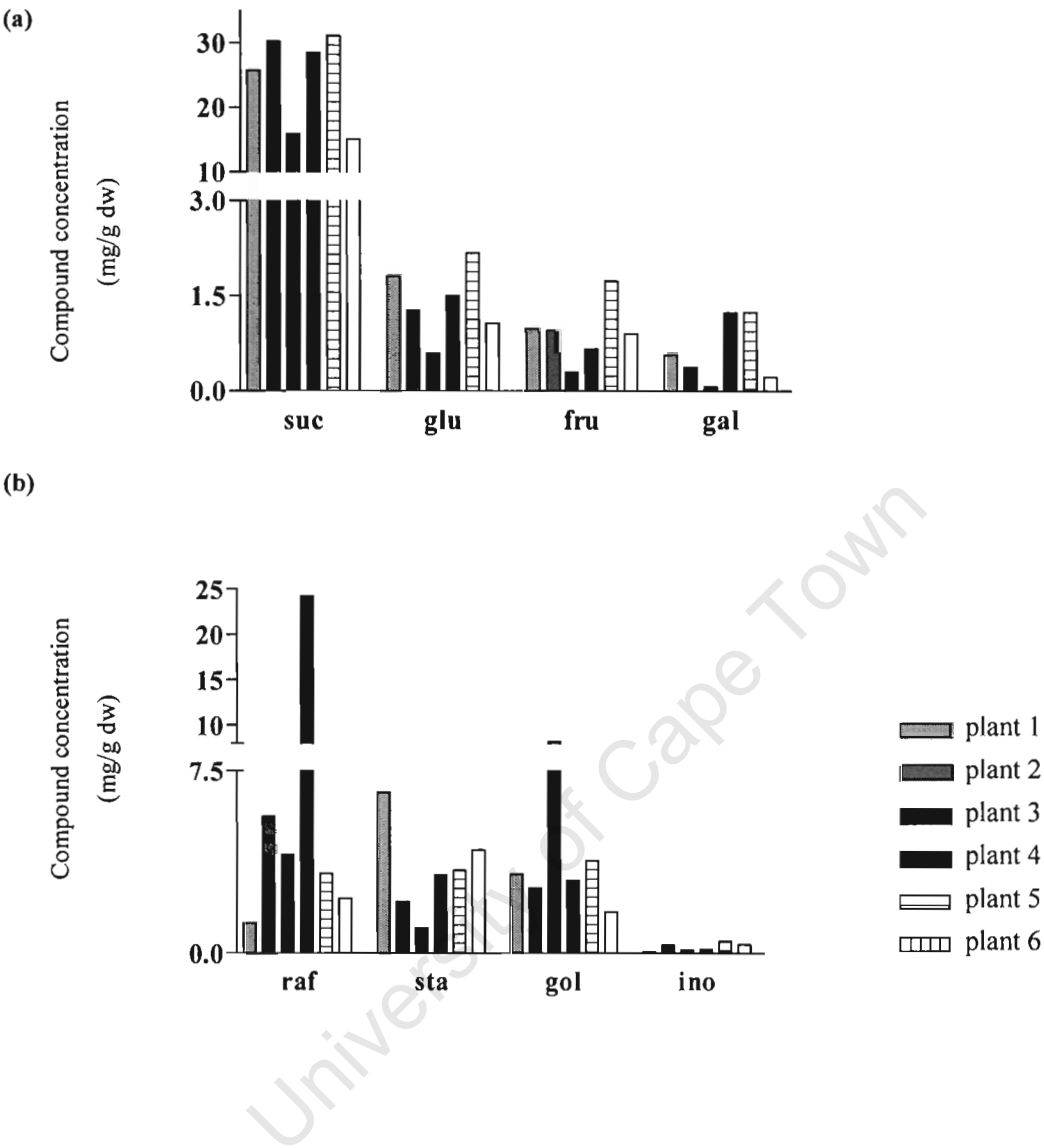 (a)
Compound concentration
(mg/g dw)
30
20
10
3.0
1.5
0.0
suc glu fru gal
(b)
Compound concentration
(mg/g dw)
25
20
15
10
7.5
0.0
raf sta gol ino
plant 1
plant 2
plant 3
plant 4
plant 5
plant 6
University of Cape Town